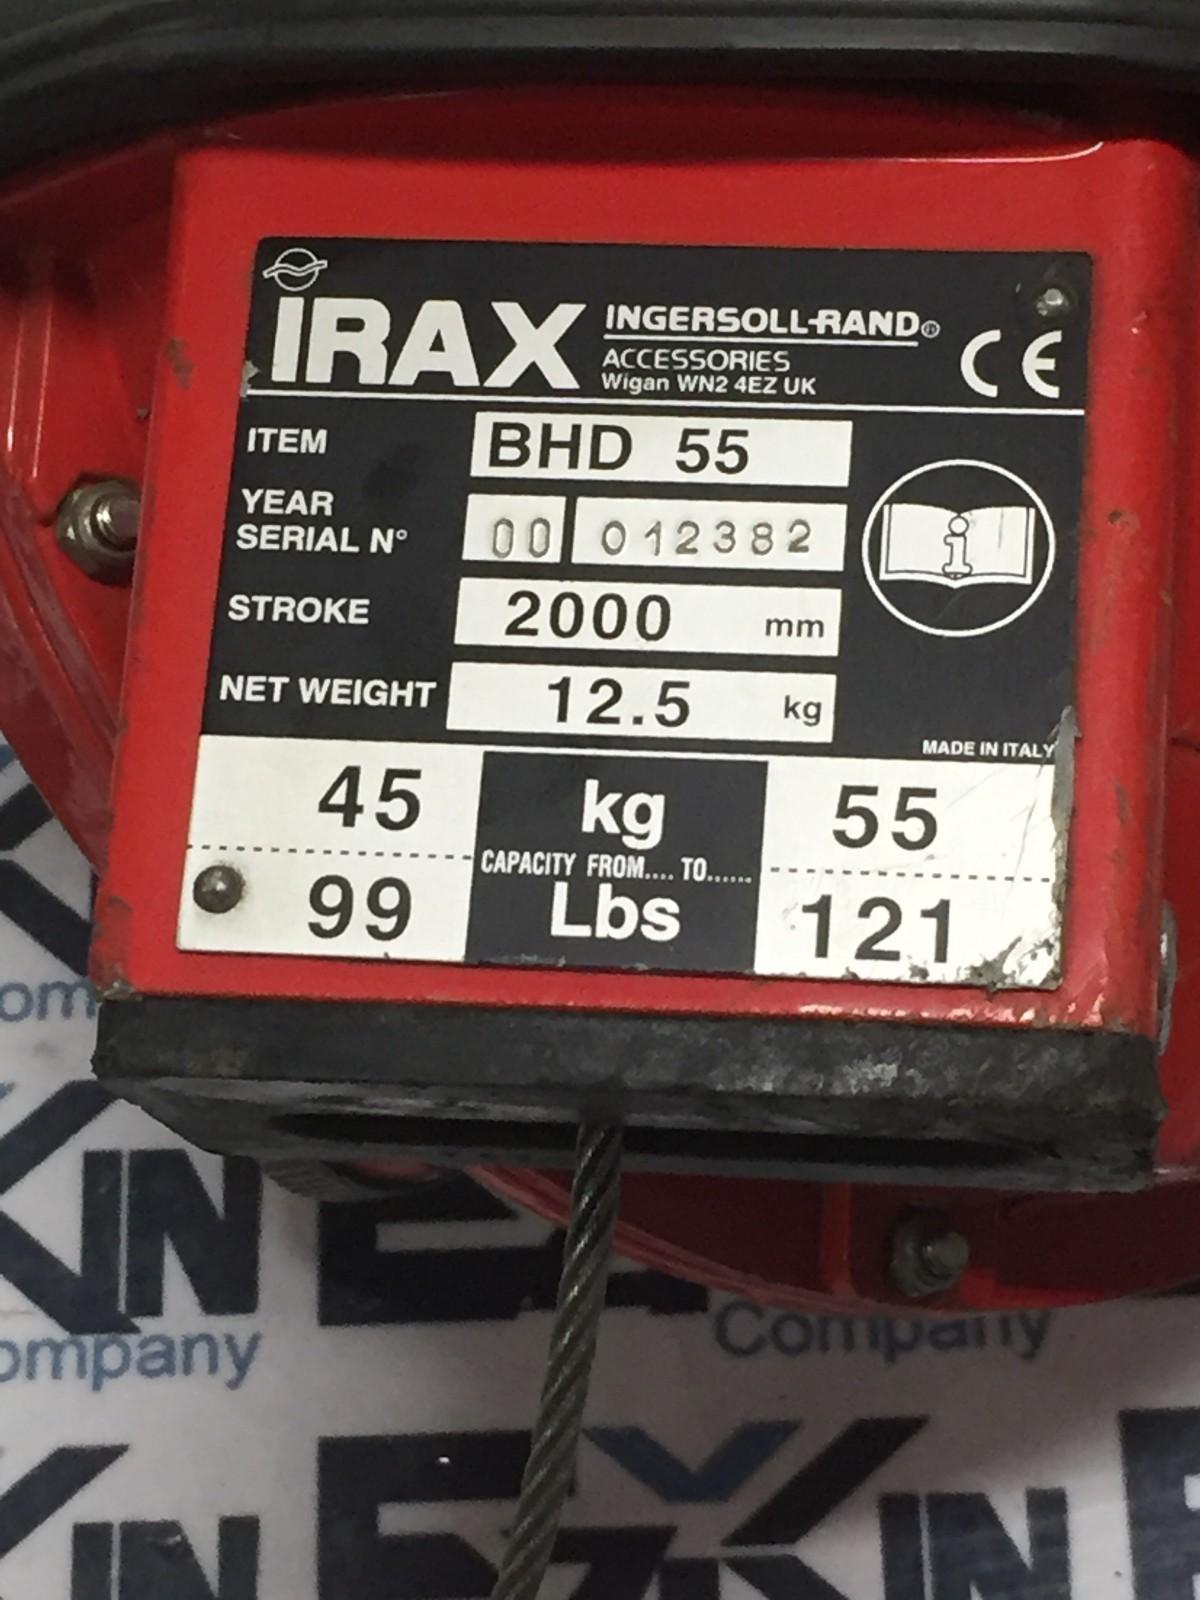 IRAX INGERSOLL-RAND®
ACCESSORIES
Wigan WN2 4EZ UK
CE
ITEM BHD 55
YEAR
SERIAL N° 00 012382
i
STROKE 2000 mm
NET WEIGHT 12.5 kg
MADE IN ITALY
45 kg 55
CAPACITY FROM.... TO......
99 Lbs 121
Company